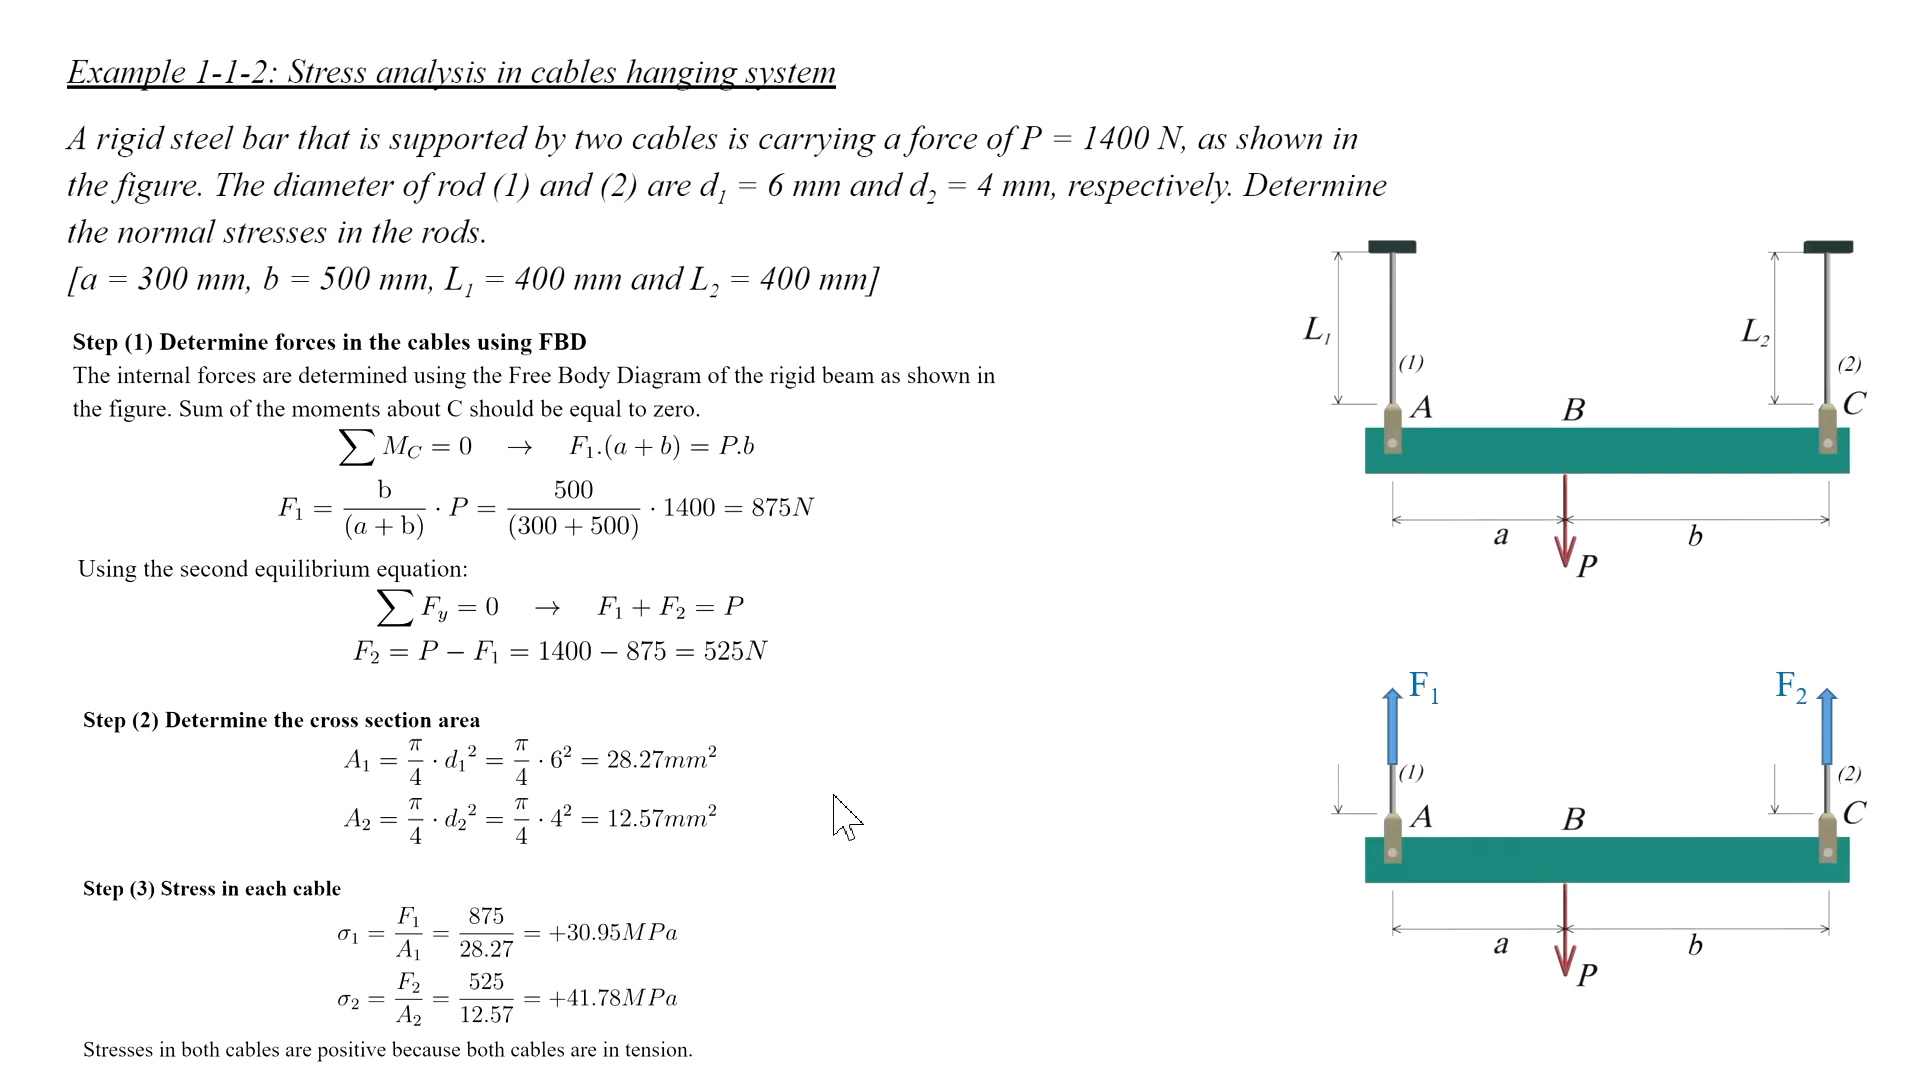 Example 1-1-2: Stress analysis in cables hanging system
A rigid steel bar that is supported by two cables is carrying a force of P = 1400 N, as shown in
the figure. The diameter of rod (1) and (2) are d₁ = 6 mm and d₂ = 4 mm, respectively. Determine
the normal stresses in the rods.
[a = 300 mm, b = 500 mm, L₁ = 400 mm and L₂ = 400 mm]
Step (1) Determine forces in the cables using FBD
The internal forces are determined using the Free Body Diagram of the rigid beam as shown in
the figure. Sum of the moments about C should be equal to zero.
∑ M_C = 0 → F₁.(a + b) = P.b
F₁ = b/(a + b) · P = 500/(300 + 500) · 1400 = 875N
Using the second equilibrium equation:
∑ F_y = 0 → F₁ + F₂ = P
F₂ = P − F₁ = 1400 − 875 = 525N
Step (2) Determine the cross section area
A₁ = π/4 · d₁² = π/4 · 6² = 28.27mm²
A₂ = π/4 · d₂² = π/4 · 4² = 12.57mm²
Step (3) Stress in each cable
σ₁ = F₁/A₁ = 875/28.27 = +30.95MPa
σ₂ = F₂/A₂ = 525/12.57 = +41.78MPa
Stresses in both cables are positive because both cables are in tension.
L₁
L₂
(1)
(2)
A
B
C
a
b
P
F₁
F₂
(1)
(2)
A
B
C
a
b
P